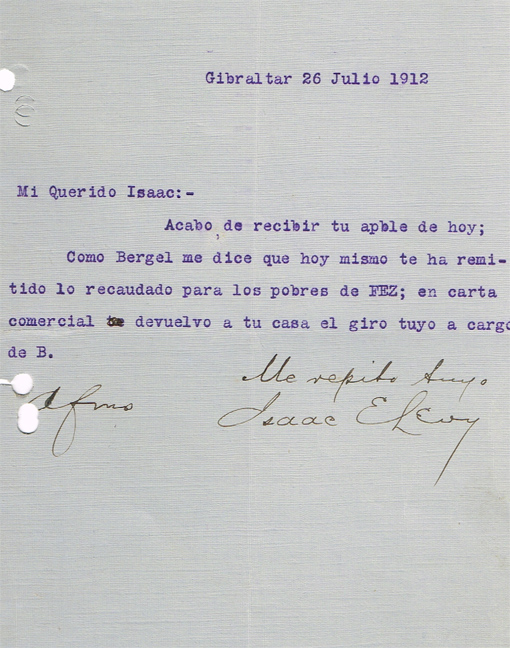 Gibraltar 26 Julio 1912
Mi Querido Isaac:-
Acabo de recibir tu apble de hoy;
Como Bergel me dice que hoy mismo te ha remi-
tido lo recaudado para los pobres de FEZ; en carta
comercial te devuelvo a tu casa el giro tuyo a cargo
de B.
Me repito tuyo
afmo
Isaac E Levy